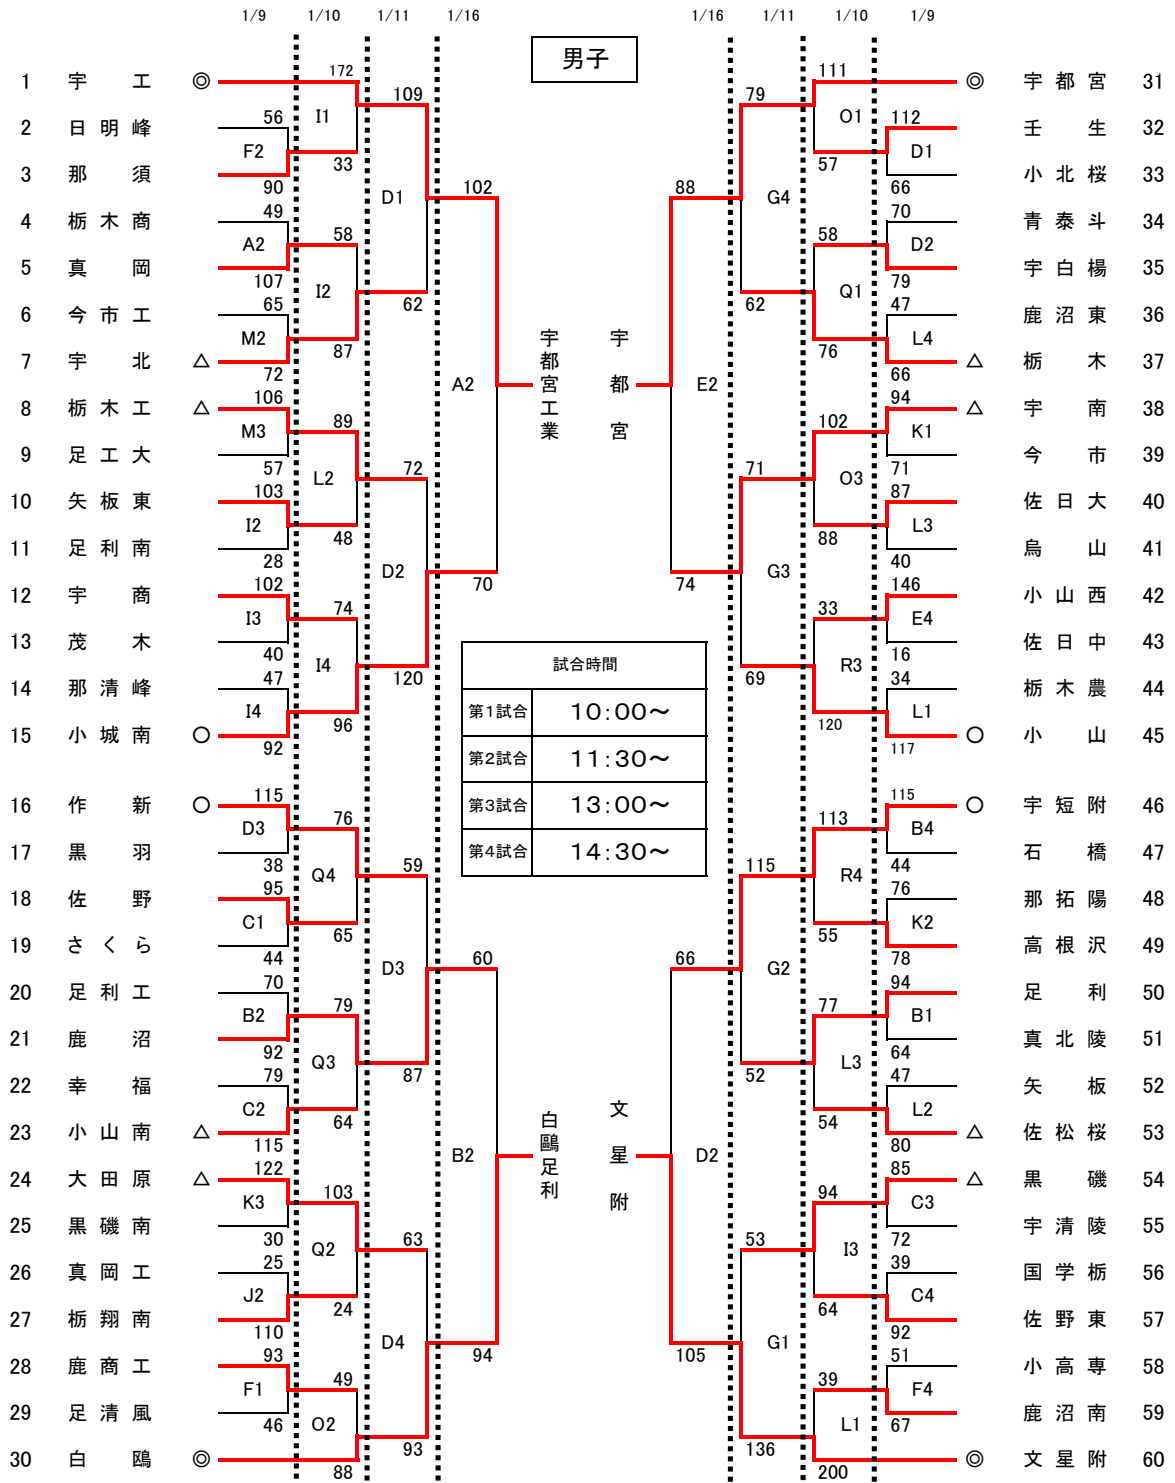 1/9 1/10 1/11 1/16 1/16 1/11 1/10 1/9
男子
1 宇工 ◎ 172 111 ◎ 宇都宮 31
109 79
2 日明峰 56 I1 O1 112 壬生 32
F2 D1
3 那須 90 33 57 66 小北桜 33
D1 102 88 G4
4 栃木商 49 70 青泰斗 34
A2 58 58 D2
5 真岡 107 79 宇白楊 35
I2 62 62 Q1
6 今市工 65 47 鹿沼東 36
M2 87 76 L4
7 宇北 △ 72 66 △ 栃木 37
宇都宮工業 A2 宇都宮 E2
8 栃木工 △ 106 94 △ 宇南 38
M3 89 102 K1
9 足工大 57 71 今市 39
L2 72 71 O3
10 矢板東 103 87 佐日大 40
I2 48 88 L3
11 足利南 28 40 烏山 41
D2 70 74 G3
12 宇商 102 146 小山西 42
I3 74 33 E4
13 茂木 40 16 佐日中 43
I4 120 69 R3
14 那清峰 47 34 栃木農 44
I4 96 120 L1
15 小城南 ○ 92 117 ○ 小山 45
試合時間
第1試合 10:00～
第2試合 11:30～
第3試合 13:00～
第4試合 14:30～
16 作新 ○ 115 115 ○ 宇短附 46
D3 76 113 B4
17 黒羽 38 44 石橋 47
Q4 59 115 R4
18 佐野 95 76 那拓陽 48
C1 65 55 K2
19 さくら 44 78 高根沢 49
D3 60 66 G2
20 足利工 70 94 足利 50
B2 79 77 B1
21 鹿沼 92 64 真北陵 51
Q3 87 52 L3
22 幸福 79 47 矢板 52
C2 64 54 L2
23 小山南 △ 115 80 △ 佐松桜 53
白鷗足利 B2 文星附 D2
24 大田原 △ 122 85 △ 黒磯 54
K3 103 94 C3
25 黒磯南 30 72 宇清陵 55
Q2 63 53 I3
26 真岡工 25 39 国学栃 56
J2 24 64 C4
27 栃翔南 110 92 佐野東 57
D4 94 105 G1
28 鹿商工 93 51 小高専 58
F1 49 39 F4
29 足清風 46 67 鹿沼南 59
O2 93 136 L1
30 白鴎 ◎ 88 200 ◎ 文星附 60